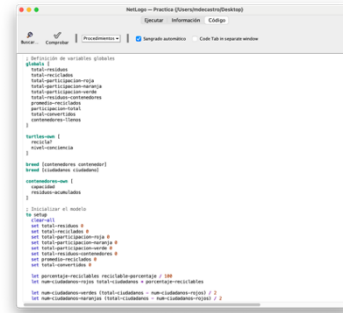 NetLogo — Practica {/Users/mdecastro/Desktop}
Ejecutar Información Código
Buscar... Comprobar Procedimientos Sangrado automático Code Tab in separate window
; Definición de variables globales
globals [
total-residuos
total-reciclados
total-participacion-roja
total-participacion-naranja
total-participacion-verde
total-residuos-contenedores
promedio-reciclados
participacion-total
total-convertidos
contenedores-llenos
]
turtles-own [
recicla?
nivel-conciencia
]
breed [contenedores contenedor]
breed [ciudadanos ciudadano]
contenedores-own [
capacidad
residuos-acumulados
]
; Inicializar el modelo
to setup
clear-all
set total-residuos 0
set total-reciclados 0
set total-participacion-roja 0
set total-participacion-naranja 0
set total-participacion-verde 0
set total-residuos-contenedores 0
set promedio-reciclados 0
set total-convertidos 0
let porcentaje-reciclables reciclable-porcentaje / 100
let num-ciudadanos-rojos total-ciudadanos * porcentaje-reciclables
let num-ciudadanos-verdes (total-ciudadanos - num-ciudadanos-rojos) / 2
let num-ciudadanos-naranjas (total-ciudadanos - num-ciudadanos-rojos) / 2